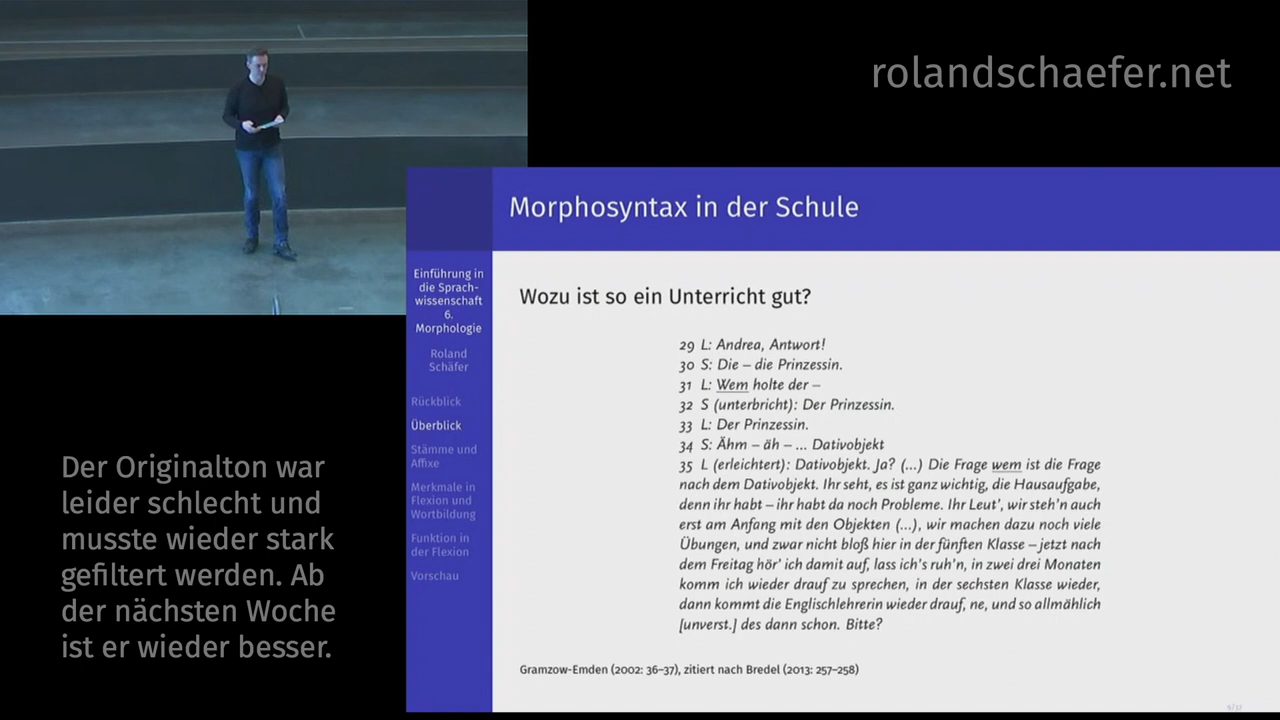 rolandschaefer.net
Morphosyntax in der Schule
Einführung in
die Sprach-
wissenschaft
6.
Morphologie
Roland
Schäfer
Rückblick
Überblick
Stämme und
Affixe
Merkmale in
Flexion und
Wortbildung
Funktion in
der Flexion
Vorschau
Wozu ist so ein Unterricht gut?
29 L: Andrea, Antwort!
30 S: Die – die Prinzessin.
31 L: Wem holte der –
32 S (unterbricht): Der Prinzessin.
33 L: Der Prinzessin.
34 S: Ähm – äh – ... Dativobjekt
35 L (erleichtert): Dativobjekt. Ja? (...) Die Frage wem ist die Frage
nach dem Dativobjekt. Ihr seht, es ist ganz wichtig, die Hausaufgabe,
denn ihr habt – ihr habt da noch Probleme. Ihr Leut', wir steh'n auch
erst am Anfang mit den Objekten (...), wir machen dazu noch viele
Übungen, und zwar nicht bloß hier in der fünften Klasse – jetzt nach
dem Freitag hör' ich damit auf, lass ich's ruh'n, in zwei drei Monaten
komm ich wieder drauf zu sprechen, in der sechsten Klasse wieder,
dann kommt die Englischlehrerin wieder drauf, ne, und so allmählich
[unverst.] des dann schon. Bitte?
Gramzow-Emden (2002: 36–37), zitiert nach Bredel (2013: 257–258)
Der Originalton war
leider schlecht und
musste wieder stark
gefiltert werden. Ab
der nächsten Woche
ist er wieder besser.